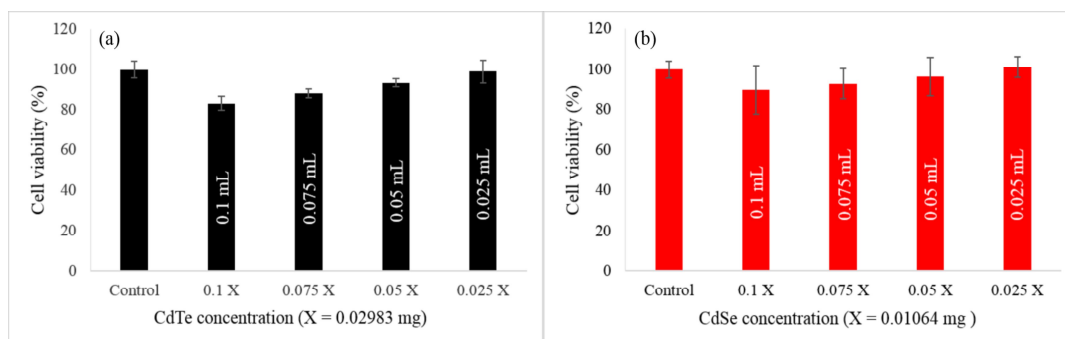 (a)
120
100
80
60
40
20
0
Cell viability (%)
0.1 mL
0.075 mL
0.05 mL
0.025 mL
Control 0.1 X 0.075 X 0.05 X 0.025 X
CdTe concentration (X = 0.02983 mg)
(b)
120
100
80
60
40
20
0
Cell viability (%)
0.1 mL
0.075 mL
0.05 mL
0.025 mL
Control 0.1 X 0.075 X 0.05 X 0.025 X
CdSe concentration (X = 0.01064 mg )